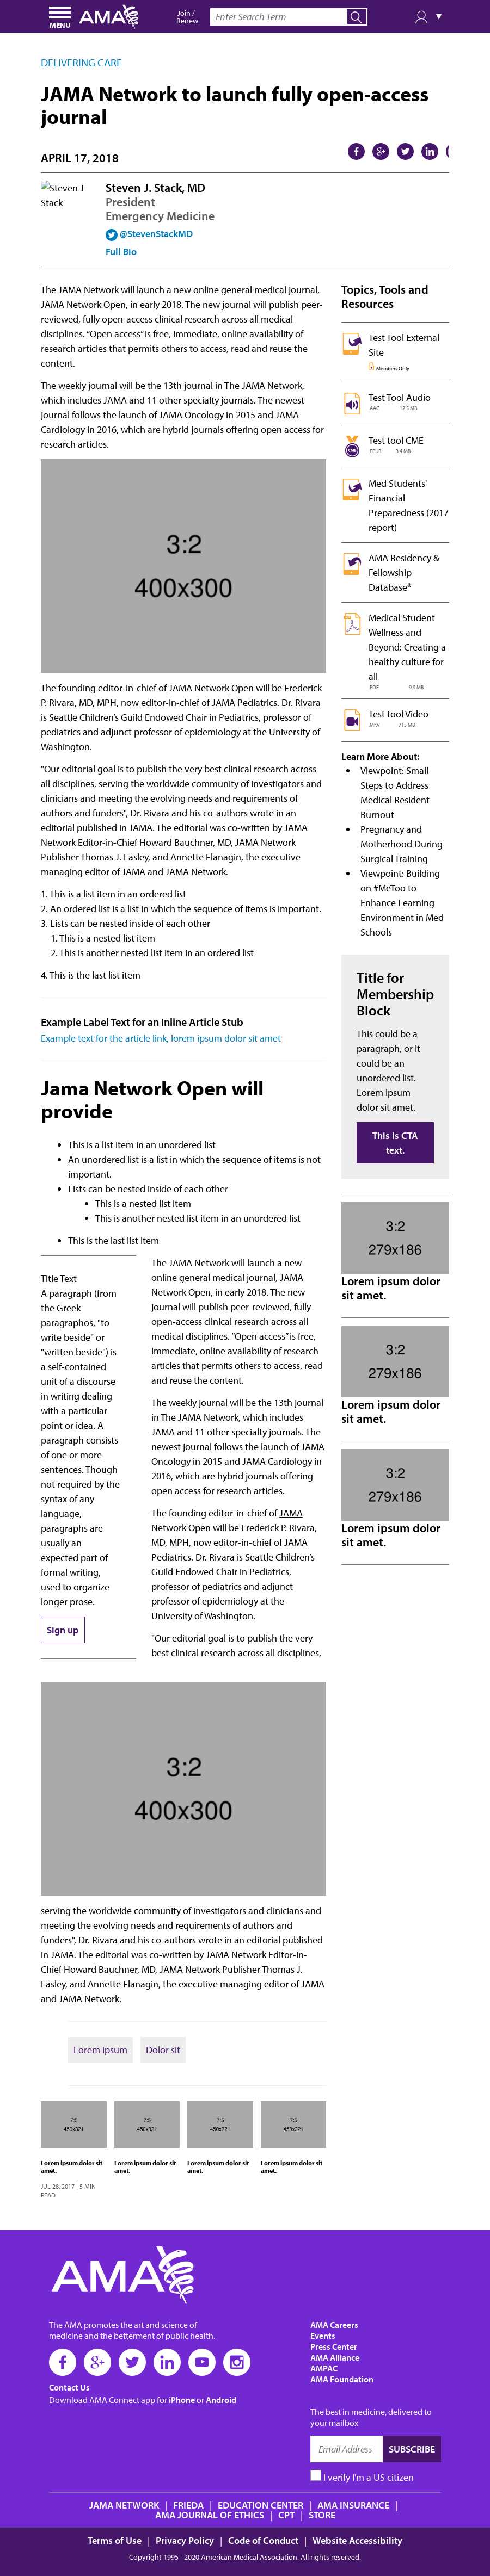 MENU
AMA
Join /
Renew
Enter Search Term
▼
DELIVERING CARE
JAMA Network to launch fully open-access
journal
APRIL 17, 2018
Steven J
Stack
Steven J. Stack, MD
President
Emergency Medicine
@StevenStackMD
Full Bio
The JAMA Network will launch a new online general medical journal,
JAMA Network Open, in early 2018. The new journal will publish peer-
reviewed, fully open-access clinical research across all medical
disciplines. “Open access” is free, immediate, online availability of
research articles that permits others to access, read and reuse the
content.
The weekly journal will be the 13th journal in The JAMA Network,
which includes JAMA and 11 other specialty journals. The newest
journal follows the launch of JAMA Oncology in 2015 and JAMA
Cardiology in 2016, which are hybrid journals offering open access for
research articles.
3:2
400x300
The founding editor-in-chief of JAMA Network Open will be Frederick
P. Rivara, MD, MPH, now editor-in-chief of JAMA Pediatrics. Dr. Rivara
is Seattle Children’s Guild Endowed Chair in Pediatrics, professor of
pediatrics and adjunct professor of epidemiology at the University of
Washington.
"Our editorial goal is to publish the very best clinical research across
all disciplines, serving the worldwide community of investigators and
clinicians and meeting the evolving needs and requirements of
authors and funders", Dr. Rivara and his co-authors wrote in an
editorial published in JAMA. The editorial was co-written by JAMA
Network Editor-in-Chief Howard Bauchner, MD, JAMA Network
Publisher Thomas J. Easley, and Annette Flanagin, the executive
managing editor of JAMA and JAMA Network.
1. This is a list item in an ordered list
2. An ordered list is a list in which the sequence of items is important.
3. Lists can be nested inside of each other
1. This is a nested list item
2. This is another nested list item in an ordered list
4. This is the last list item
Example Label Text for an Inline Article Stub
Example text for the article link, lorem ipsum dolor sit amet
Jama Network Open will
provide
• This is a list item in an unordered list
• An unordered list is a list in which the sequence of items is not
important.
• Lists can be nested inside of each other
• This is a nested list item
• This is another nested list item in an unordered list
• This is the last list item
Title Text
A paragraph (from
the Greek
paragraphos, "to
write beside" or
"written beside") is
a self-contained
unit of a discourse
in writing dealing
with a particular
point or idea. A
paragraph consists
of one or more
sentences. Though
not required by the
syntax of any
language,
paragraphs are
usually an
expected part of
formal writing,
used to organize
longer prose.
Sign up
The JAMA Network will launch a new
online general medical journal, JAMA
Network Open, in early 2018. The new
journal will publish peer-reviewed, fully
open-access clinical research across all
medical disciplines. “Open access” is free,
immediate, online availability of research
articles that permits others to access, read
and reuse the content.
The weekly journal will be the 13th journal
in The JAMA Network, which includes
JAMA and 11 other specialty journals. The
newest journal follows the launch of JAMA
Oncology in 2015 and JAMA Cardiology in
2016, which are hybrid journals offering
open access for research articles.
The founding editor-in-chief of JAMA
Network Open will be Frederick P. Rivara,
MD, MPH, now editor-in-chief of JAMA
Pediatrics. Dr. Rivara is Seattle Children’s
Guild Endowed Chair in Pediatrics,
professor of pediatrics and adjunct
professor of epidemiology at the
University of Washington.
"Our editorial goal is to publish the very
best clinical research across all disciplines,
3:2
400x300
serving the worldwide community of investigators and clinicians and
meeting the evolving needs and requirements of authors and
funders", Dr. Rivara and his co-authors wrote in an editorial published
in JAMA. The editorial was co-written by JAMA Network Editor-in-
Chief Howard Bauchner, MD, JAMA Network Publisher Thomas J.
Easley, and Annette Flanagin, the executive managing editor of JAMA
and JAMA Network.
Lorem ipsum
Dolor sit
7:5
450x321
Lorem ipsum dolor sit
amet.
JUL 28, 2017 | 5 MIN
READ
7:5
450x321
Lorem ipsum dolor sit
amet.
7:5
450x321
Lorem ipsum dolor sit
amet.
7:5
450x321
Lorem ipsum dolor sit
amet.
Topics, Tools and
Resources
Test Tool External
Site
Members Only
Test Tool Audio
AAC 12.5 MB
Test tool CME
CME
EPUB 3.4 MB
Med Students'
Financial
Preparedness (2017
report)
AMA Residency &
Fellowship
Database®
Medical Student
Wellness and
Beyond: Creating a
healthy culture for
all
PDF 9.9 MB
Test tool Video
MKV 715 MB
Learn More About:
• Viewpoint: Small
Steps to Address
Medical Resident
Burnout
• Pregnancy and
Motherhood During
Surgical Training
• Viewpoint: Building
on #MeToo to
Enhance Learning
Environment in Med
Schools
Title for
Membership
Block
This could be a
paragraph, or it
could be an
unordered list.
Lorem ipsum
dolor sit amet.
This is CTA
text.
3:2
279x186
Lorem ipsum dolor
sit amet.
3:2
279x186
Lorem ipsum dolor
sit amet.
3:2
279x186
Lorem ipsum dolor
sit amet.
AMA
The AMA promotes the art and science of
medicine and the betterment of public health.
Contact Us
Download AMA Connect app for iPhone or Android
AMA Careers
Events
Press Center
AMA Alliance
AMPAC
AMA Foundation
The best in medicine, delivered to
your mailbox
Email Address
SUBSCRIBE
I verify I'm a US citizen
JAMA NETWORK | FRIEDA | EDUCATION CENTER | AMA INSURANCE |
AMA JOURNAL OF ETHICS | CPT | STORE
Terms of Use | Privacy Policy | Code of Conduct | Website Accessibility
Copyright 1995 - 2020 American Medical Association. All rights reserved.